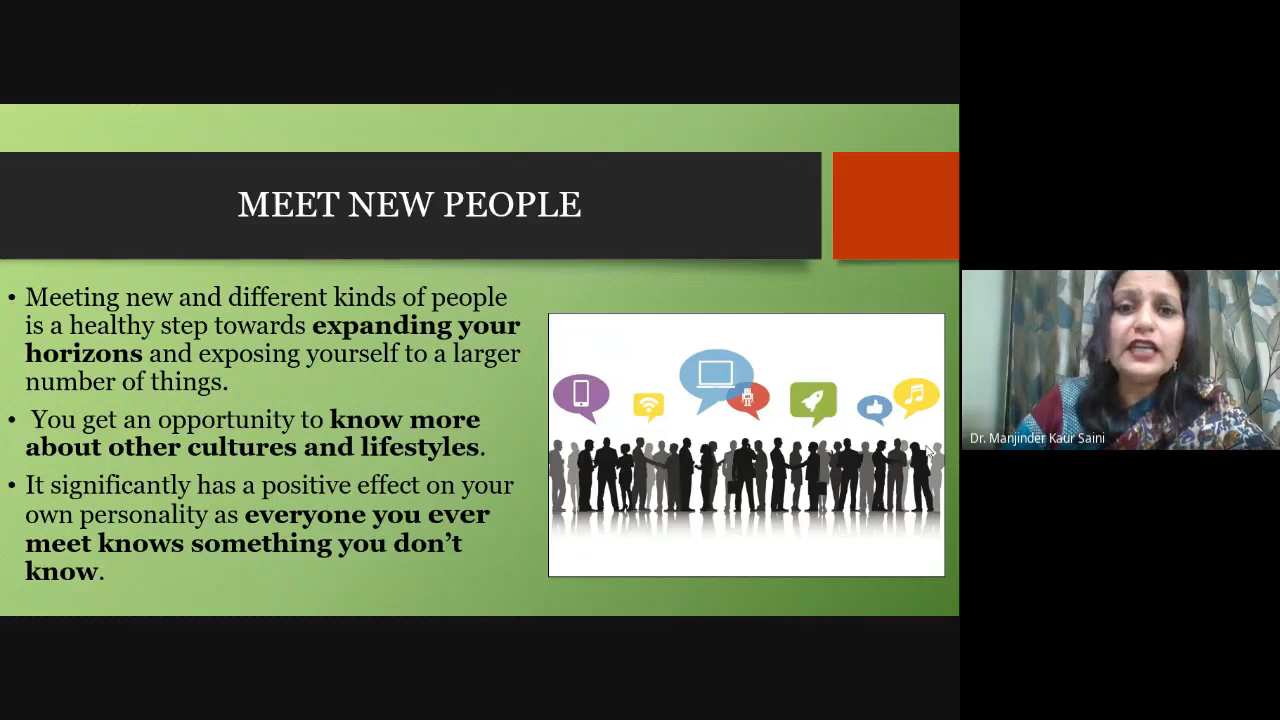 MEET NEW PEOPLE
• Meeting new and different kinds of people
is a healthy step towards expanding your
horizons and exposing yourself to a larger
number of things.
• You get an opportunity to know more
about other cultures and lifestyles.
• It significantly has a positive effect on your
own personality as everyone you ever
meet knows something you don’t
know.
Dr. Manjinder Kaur Saini